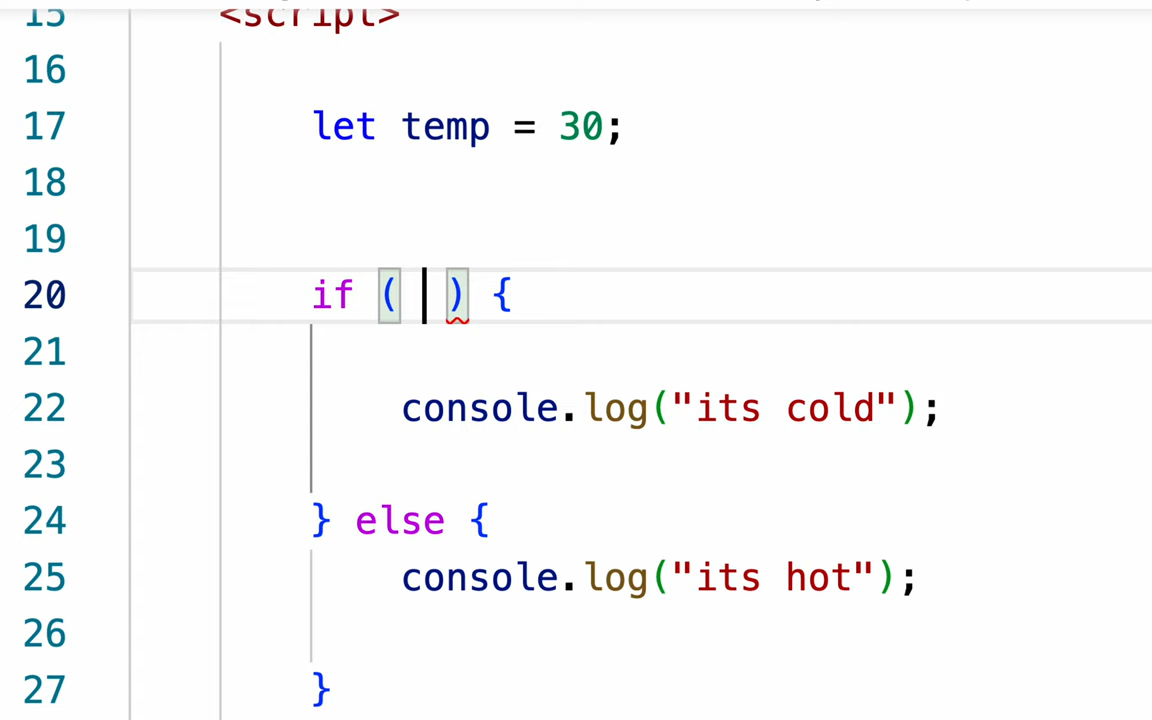 15 <script>
16
17 let temp = 30;
18
19
20 if ( ) {
21
22 console.log("its cold");
23
24 } else {
25 console.log("its hot");
26
27 }